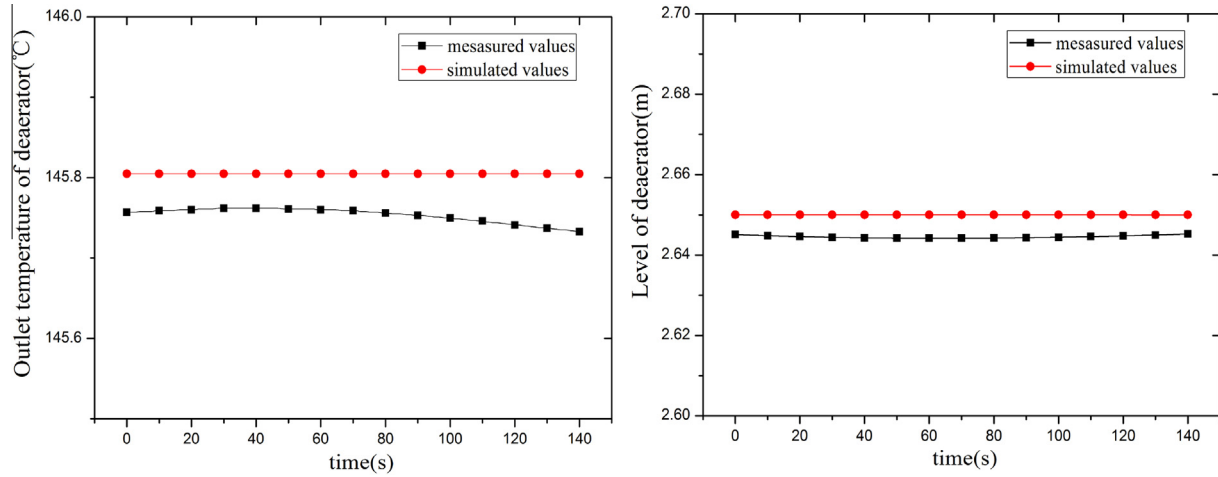 Outlet temperature of deaerator(℃)
146.0
145.8
145.6
mesasured values
simulated values
0 20 40 60 80 100 120 140
time(s)
Level of deaerator(m)
2.70
2.68
2.66
2.64
2.62
2.60
mesasured values
simulated values
0 20 40 60 80 100 120 140
time(s)